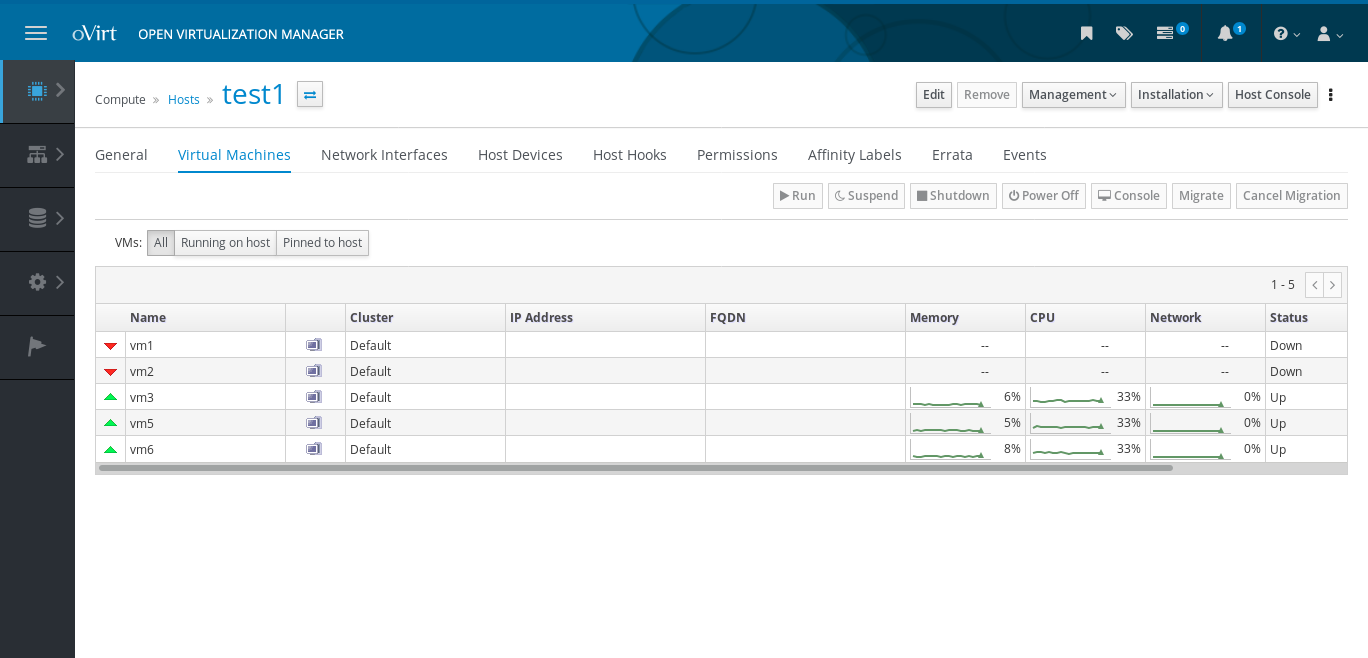 oVirt OPEN VIRTUALIZATION MANAGER 0 1
Compute » Hosts » test1 Edit Remove Management Installation Host Console
General Virtual Machines Network Interfaces Host Devices Host Hooks Permissions Affinity Labels Errata Events
Run Suspend Shutdown Power Off Console Migrate Cancel Migration
VMs: All Running on host Pinned to host
1 - 5
Name Cluster IP Address FQDN Memory CPU Network Status
vm1 Default -- -- -- Down
vm2 Default -- -- -- Down
vm3 Default 6% 33% 0% Up
vm5 Default 5% 33% 0% Up
vm6 Default 8% 33% 0% Up